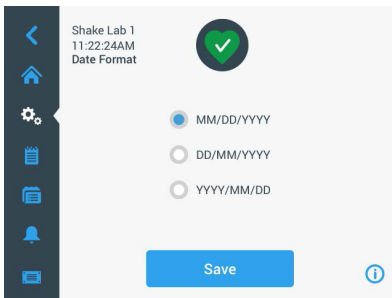 Shake Lab 1
11:22:24AM
Date Format
MM/DD/YYYY
DD/MM/YYYY
YYYY/MM/DD
Save